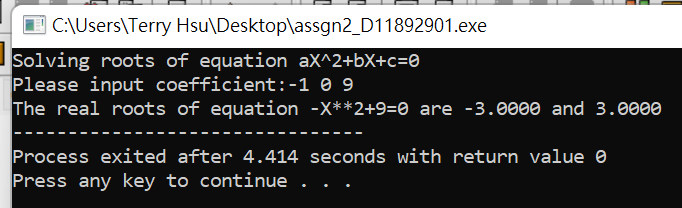 C:\Users\Terry Hsu\Desktop\assgn2_D11892901.exe
Solving roots of equation aX^2+bX+c=0
Please input coefficient:-1 0 9
The real roots of equation -X**2+9=0 are -3.0000 and 3.0000
--------------------------------
Process exited after 4.414 seconds with return value 0
Press any key to continue . . .